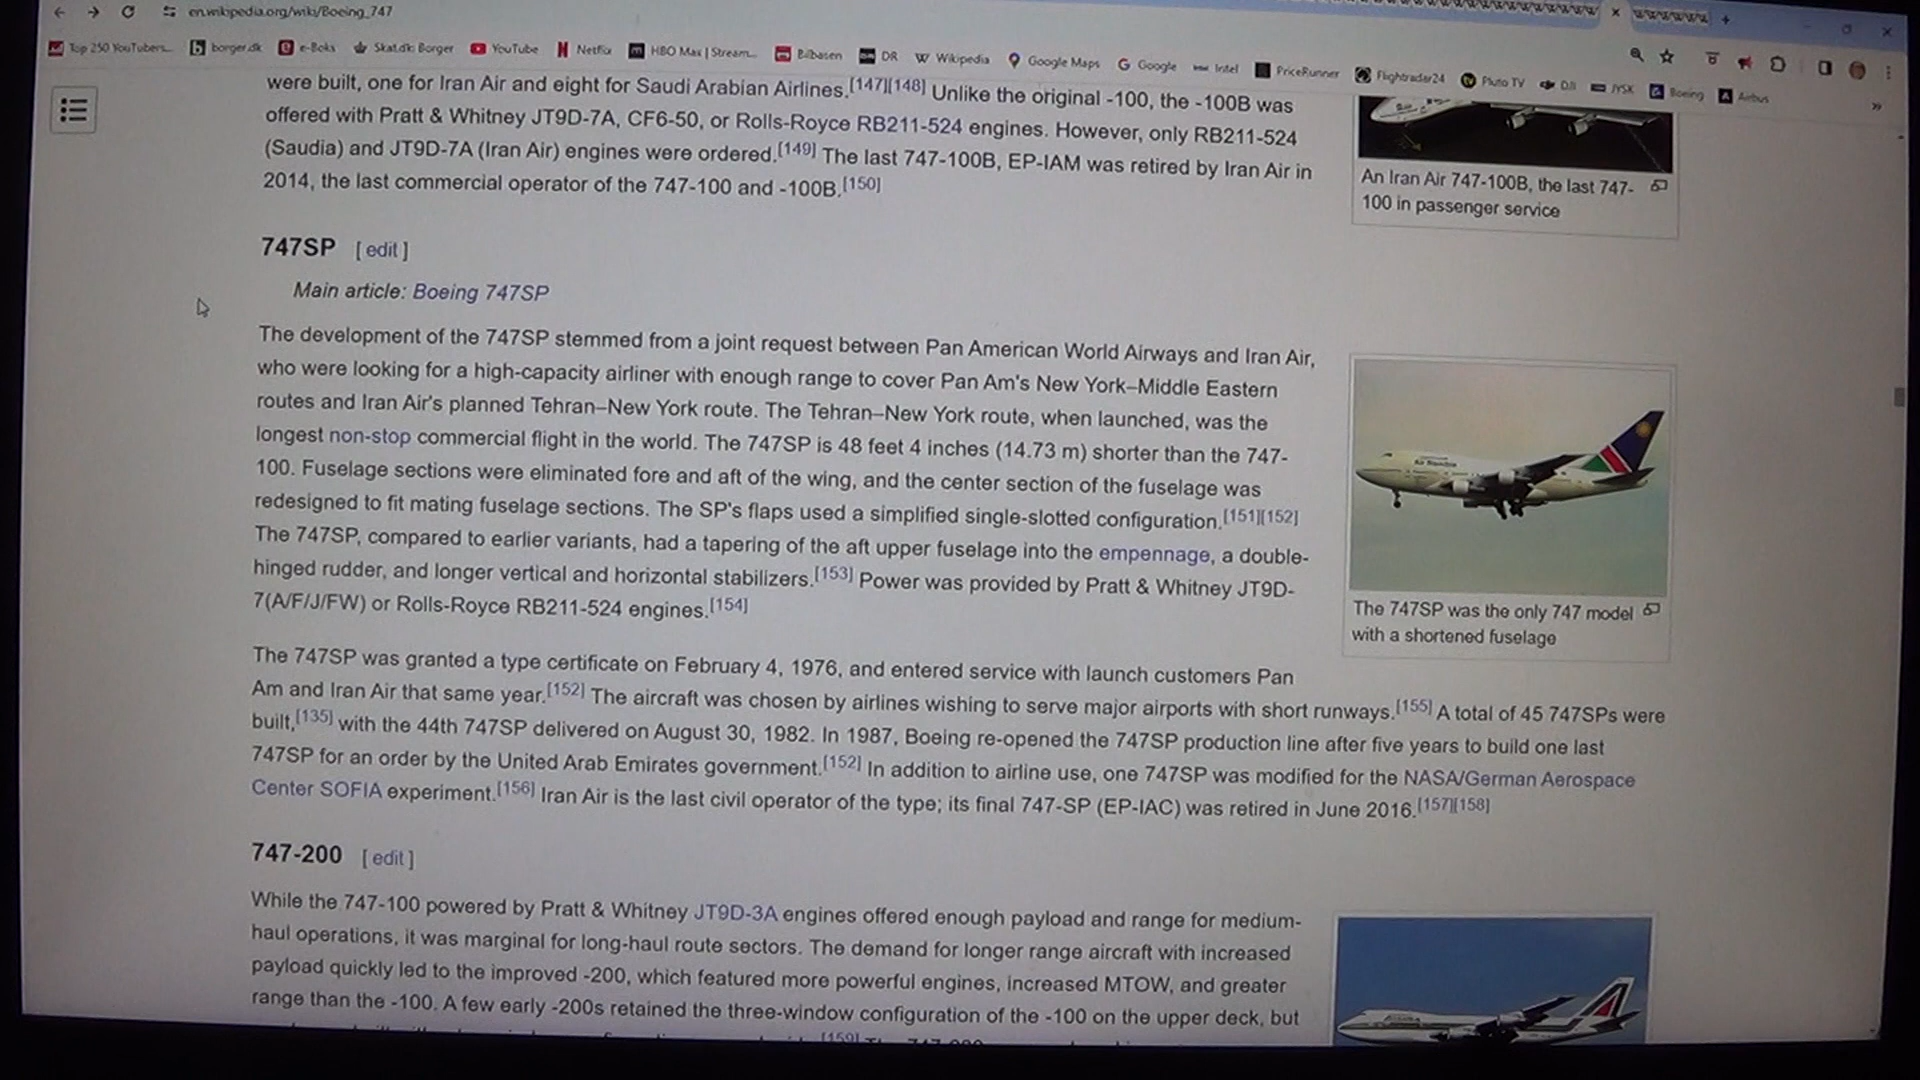 en.wikipedia.org/wiki/Boeing_747
Top 250 YouTubers... borger.dk e-Boks Skat.dk: Borger YouTube Netflix HBO Max | Stream... Bilbasen DR Wikipedia Google Maps Google Intel PriceRunner Flightradar24 Pluto TV DJI JYSK Boeing Airbus
were built, one for Iran Air and eight for Saudi Arabian Airlines.[147][148] Unlike the original -100, the -100B was
offered with Pratt & Whitney JT9D-7A, CF6-50, or Rolls-Royce RB211-524 engines. However, only RB211-524
(Saudia) and JT9D-7A (Iran Air) engines were ordered.[149] The last 747-100B, EP-IAM was retired by Iran Air in
2014, the last commercial operator of the 747-100 and -100B.[150]
An Iran Air 747-100B, the last 747-
100 in passenger service
747SP [ edit ]
Main article: Boeing 747SP
The development of the 747SP stemmed from a joint request between Pan American World Airways and Iran Air,
who were looking for a high-capacity airliner with enough range to cover Pan Am's New York–Middle Eastern
routes and Iran Air's planned Tehran–New York route. The Tehran–New York route, when launched, was the
longest non-stop commercial flight in the world. The 747SP is 48 feet 4 inches (14.73 m) shorter than the 747-
100. Fuselage sections were eliminated fore and aft of the wing, and the center section of the fuselage was
redesigned to fit mating fuselage sections. The SP's flaps used a simplified single-slotted configuration.[151][152]
The 747SP, compared to earlier variants, had a tapering of the aft upper fuselage into the empennage, a double-
hinged rudder, and longer vertical and horizontal stabilizers.[153] Power was provided by Pratt & Whitney JT9D-
7(A/F/J/FW) or Rolls-Royce RB211-524 engines.[154]
Air Namibia
The 747SP was the only 747 model
with a shortened fuselage
The 747SP was granted a type certificate on February 4, 1976, and entered service with launch customers Pan
Am and Iran Air that same year.[152] The aircraft was chosen by airlines wishing to serve major airports with short runways.[155] A total of 45 747SPs were
built,[135] with the 44th 747SP delivered on August 30, 1982. In 1987, Boeing re-opened the 747SP production line after five years to build one last
747SP for an order by the United Arab Emirates government.[152] In addition to airline use, one 747SP was modified for the NASA/German Aerospace
Center SOFIA experiment.[156] Iran Air is the last civil operator of the type; its final 747-SP (EP-IAC) was retired in June 2016.[157][158]
747-200 [ edit ]
While the 747-100 powered by Pratt & Whitney JT9D-3A engines offered enough payload and range for medium-
haul operations, it was marginal for long-haul route sectors. The demand for longer range aircraft with increased
payload quickly led to the improved -200, which featured more powerful engines, increased MTOW, and greater
range than the -100. A few early -200s retained the three-window configuration of the -100 on the upper deck, but
[159]